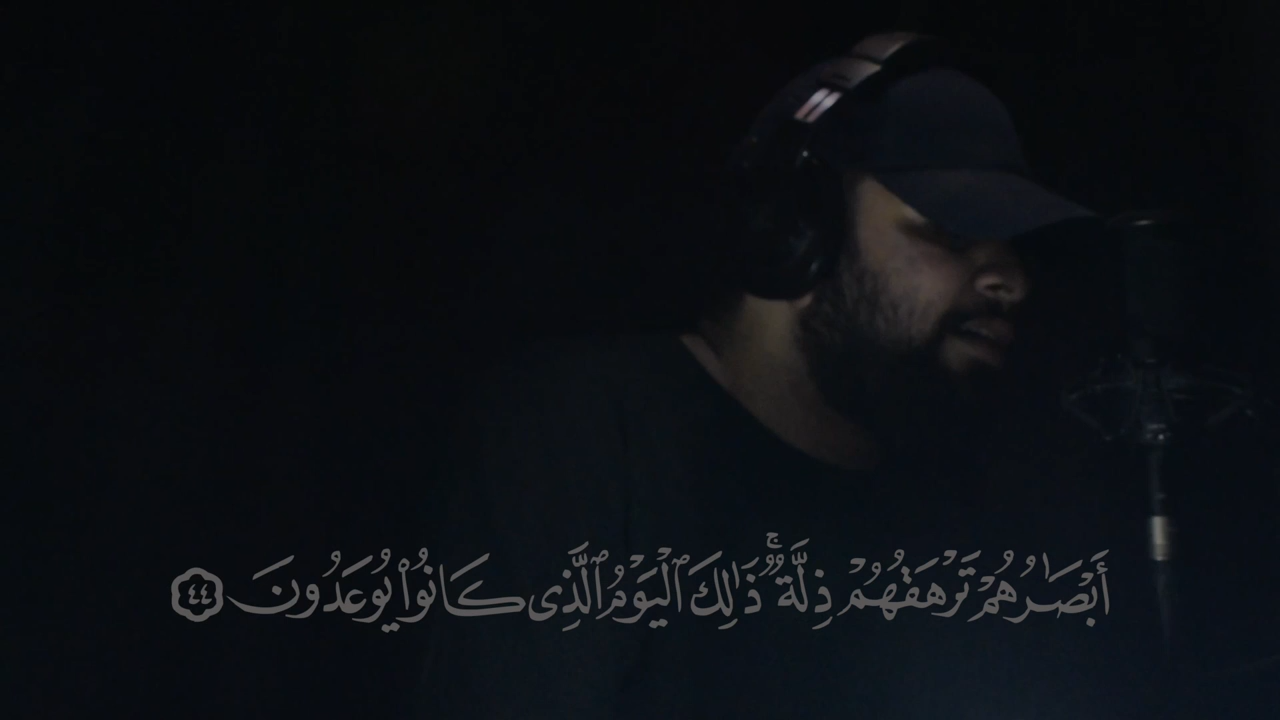 أَبْصَـٰرُهُمْ تَرْهَقُهُمْ ذِلَّةٌ ۚ ذَٰلِكَ ٱلْيَوْمُ ٱلَّذِى كَانُوا۟ يُوعَدُونَ ٤٤